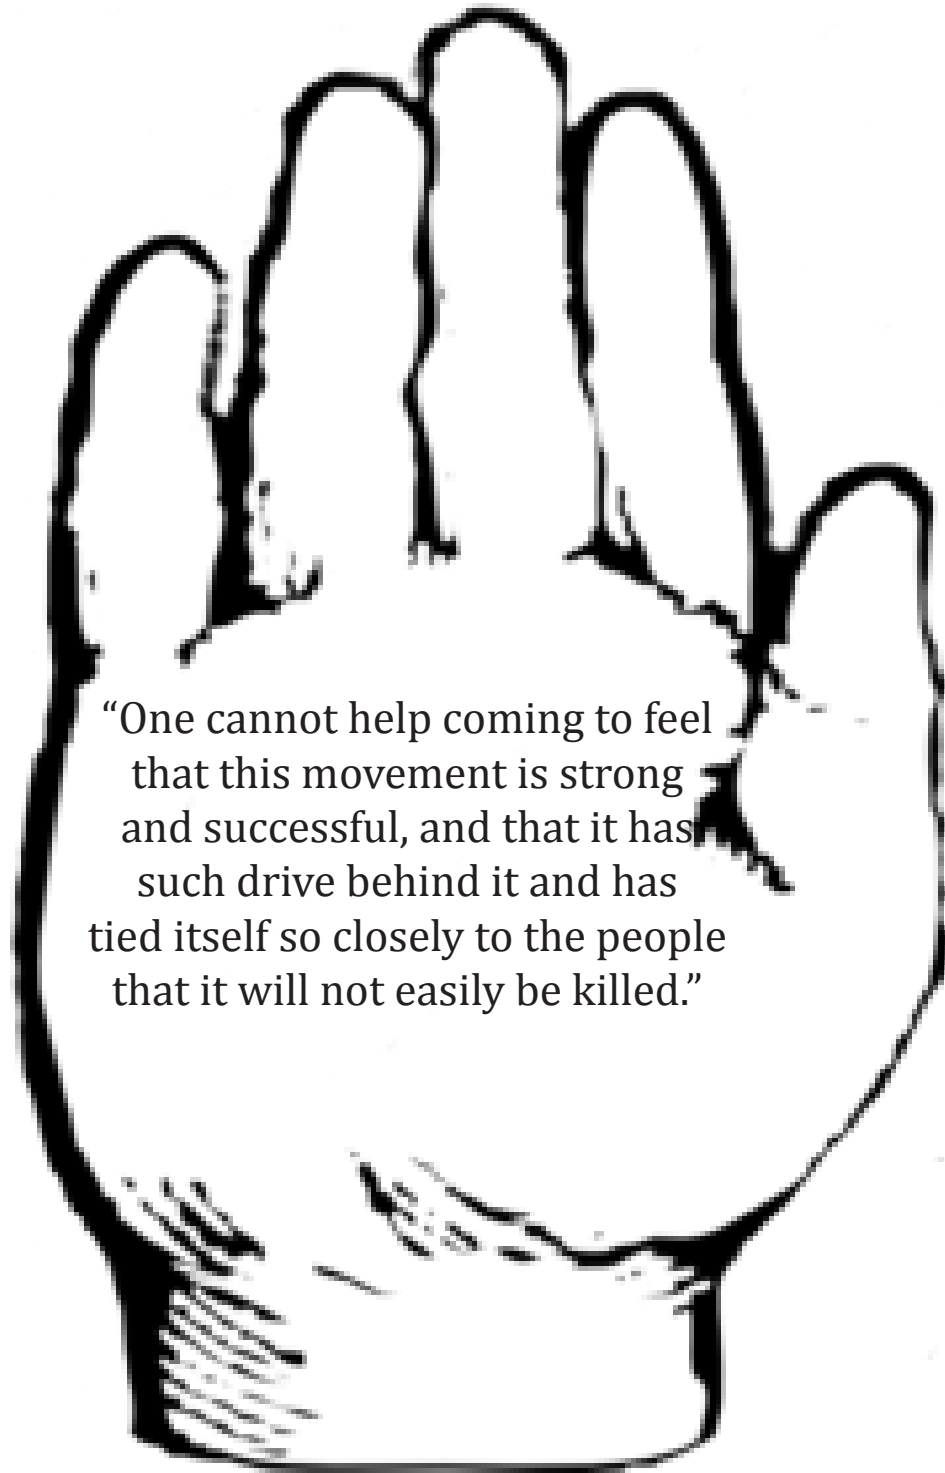 “One cannot help coming to feel
that this movement is strong
and successful, and that it has
such drive behind it and has
tied itself so closely to the people
that it will not easily be killed.”